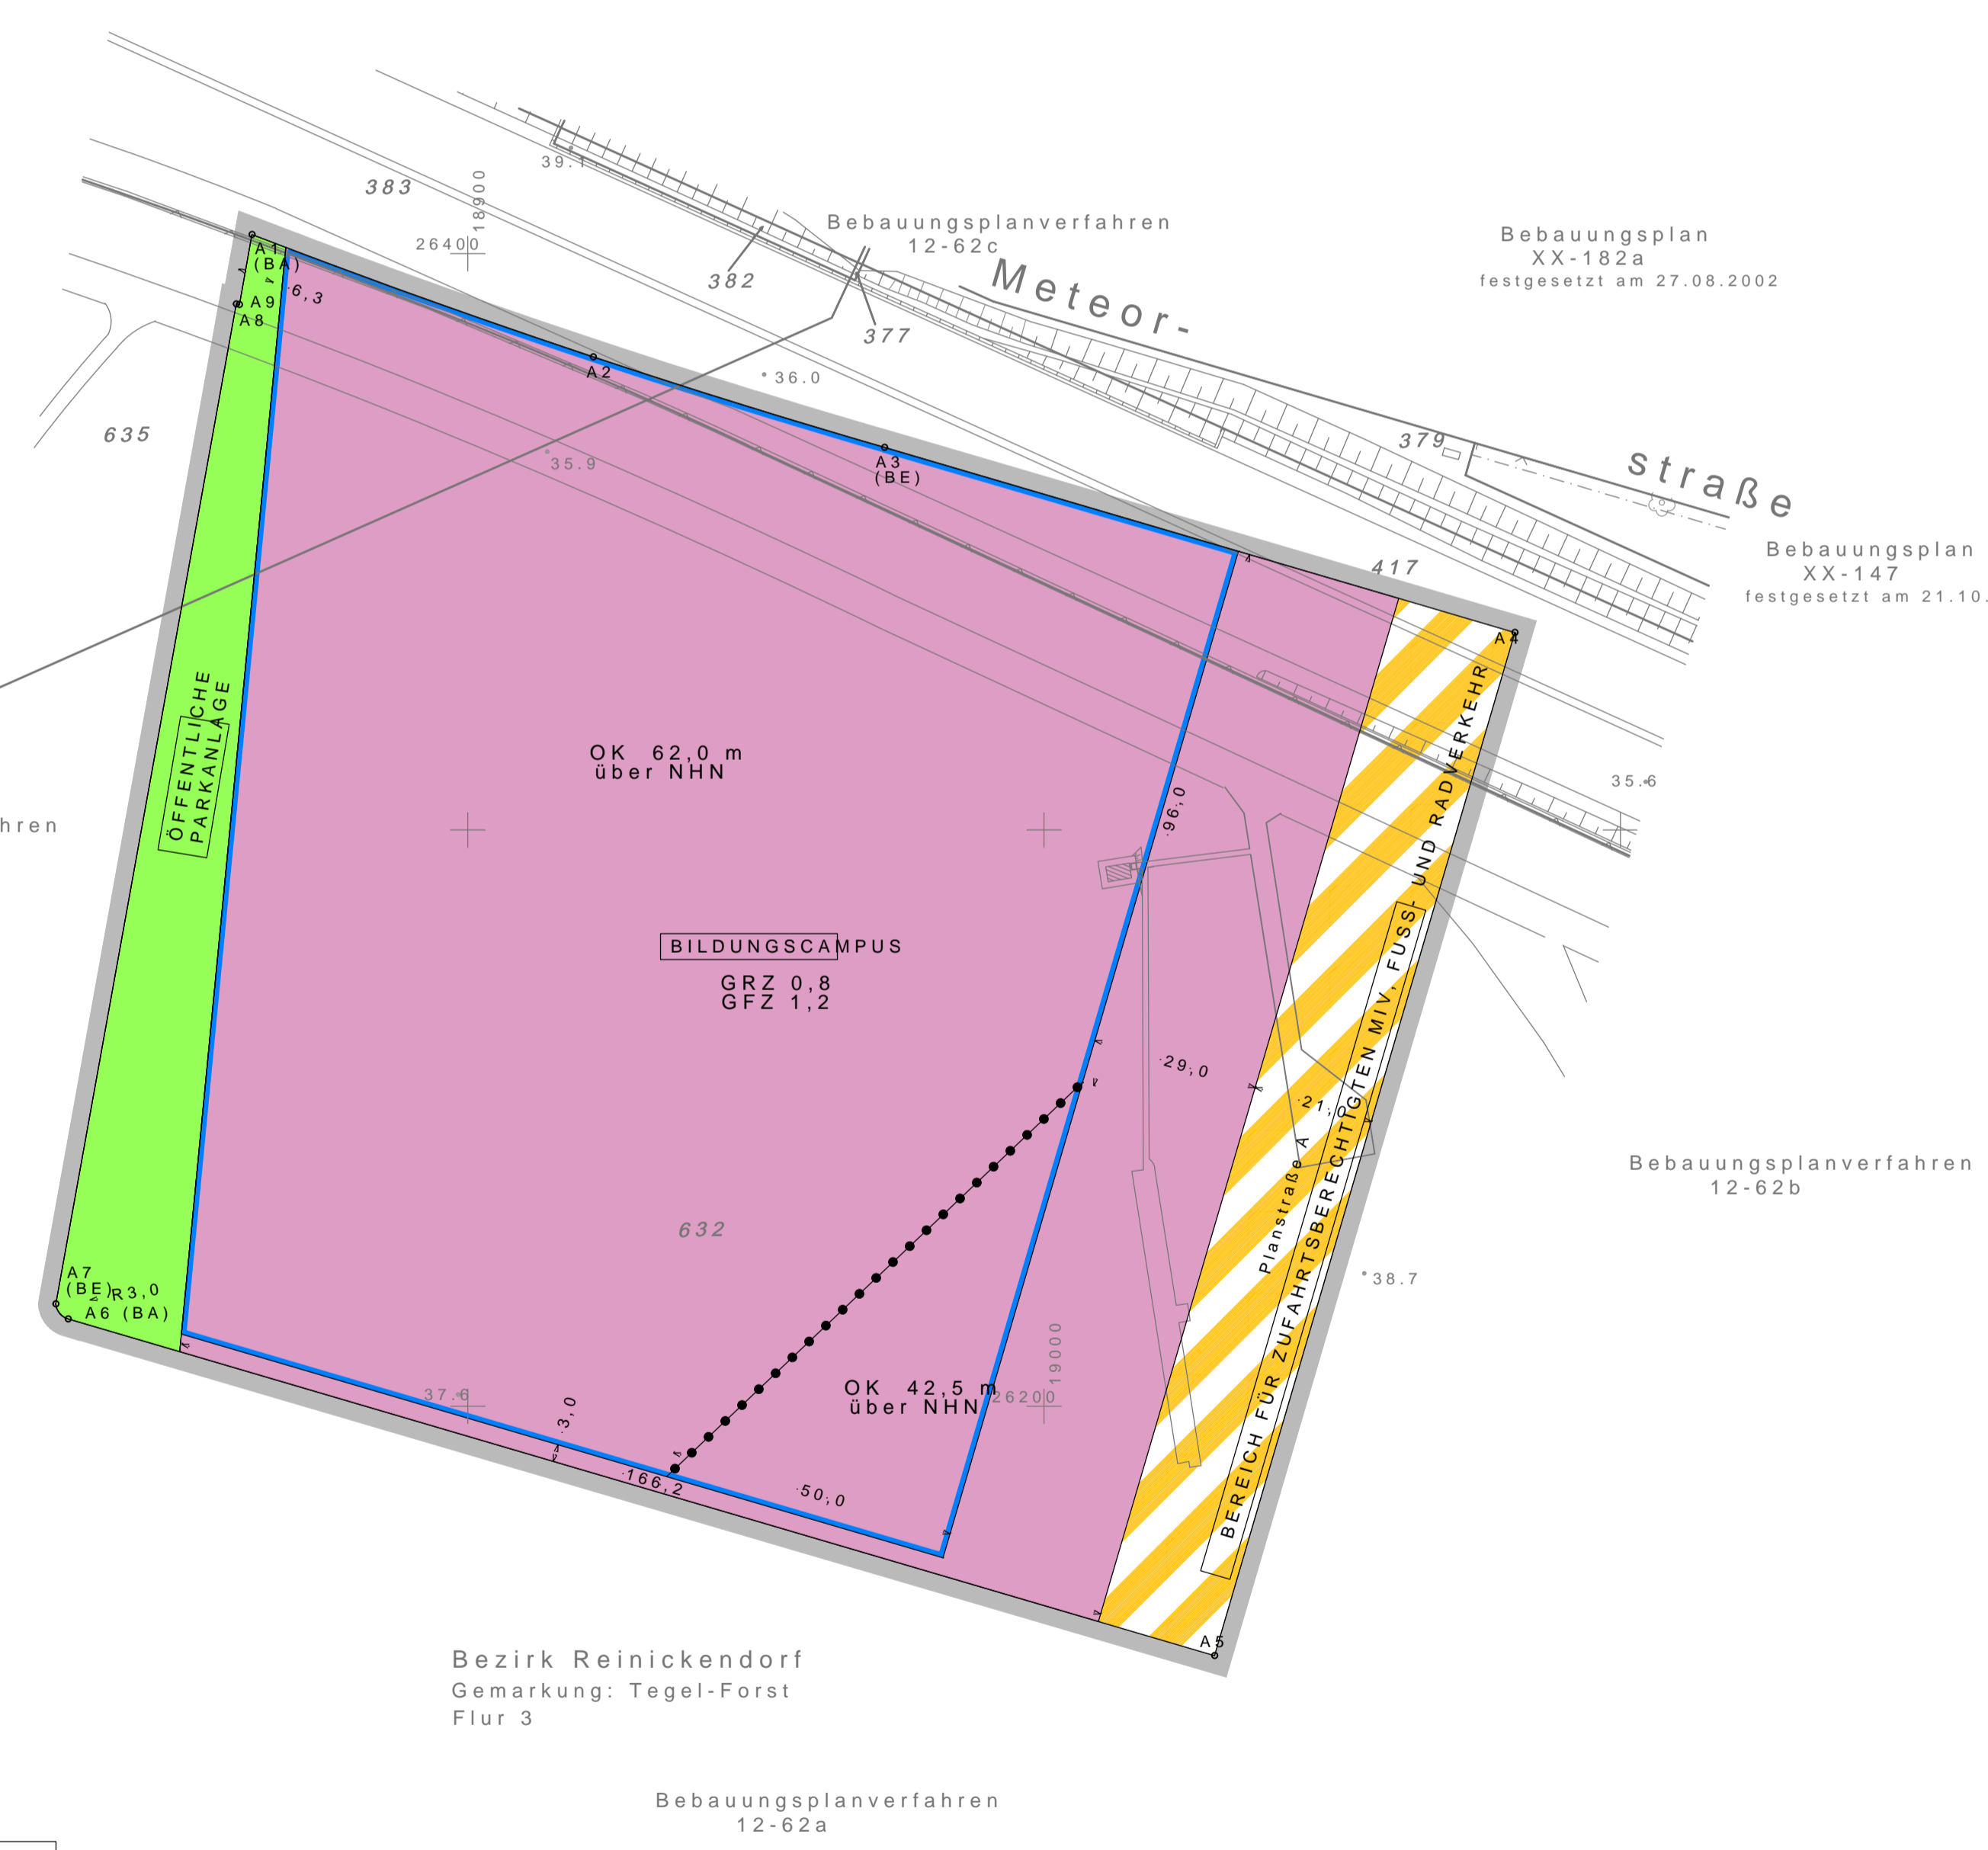 39.1
383
18900
26400
Bebauungsplanverfahren
12-62c
Bebauungsplan
XX-182a
festgesetzt am 27.08.2002
382
377
Meteor-
straße
A1
(BA)
6,3
A9
A8
A2
36.0
635
35.9
A3
(BE)
379
Bebauungsplan
XX-147
festgesetzt am 21.10.
417
A4
ÖFFENTLICHE
PARKANLAGE
OK 62,0 m
über NHN
96,0
35.6
hren
BILDUNGSCAMPUS
GRZ 0,8
GFZ 1,2
29,0
21,0
BEREICH FÜR ZUFAHRTSBERECHTIGTEN MIV, FUSS- UND RADVERKEHR
Planstraße A
Bebauungsplanverfahren
12-62b
632
38.7
A7
(BE)
R3,0
A6 (BA)
37.6
3,0
OK 42,5 m
über NHN
19000
26200
166,2
50,0
A5
Bezirk Reinickendorf
Gemarkung: Tegel-Forst
Flur 3
Bebauungsplanverfahren
12-62a